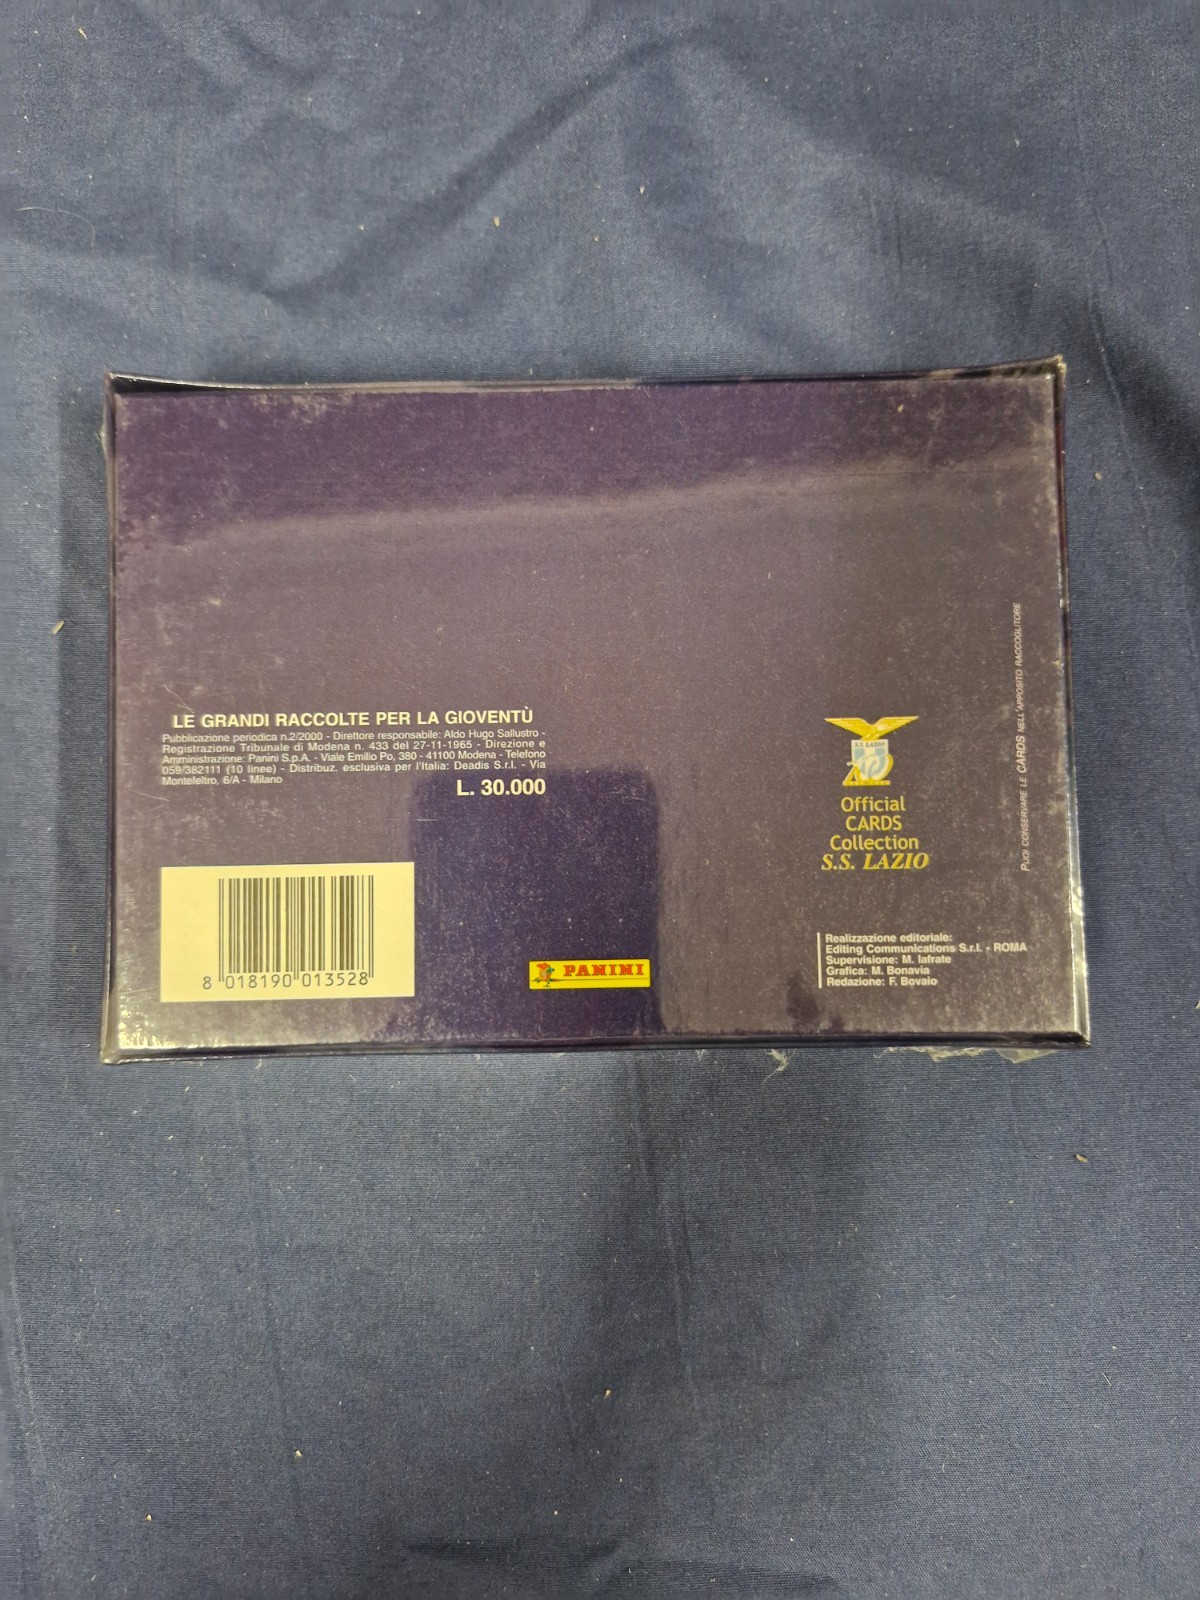 LE GRANDI RACCOLTE PER LA GIOVENTÙ
Pubblicazione periodica n.2/2000 - Direttore responsabile: Aldo Hugo Sallustro -
Registrazione Tribunale di Modena n. 433 del 27-11-1965 - Direzione e
Amministrazione: Panini S.p.A. - Viale Emilio Po, 380 - 41100 Modena - Telefono
059/382111 (10 linee) - Distribuz. esclusiva per l'Italia: Deadis S.r.l. - Via
Montefeltro, 6/A - Milano
L. 30.000
8 018190 013528
PANINI
S.S. LAZIO
Official
CARDS
Collection
S.S. LAZIO
Realizzazione editoriale:
Editing Communications S.r.l. - ROMA
Supervisione: M. Iafrate
Grafica: M. Bonavia
Redazione: F. Bovaio
PUOI CONSERVARE LE CARDS NELL'APPOSITO RACCOGLITORE